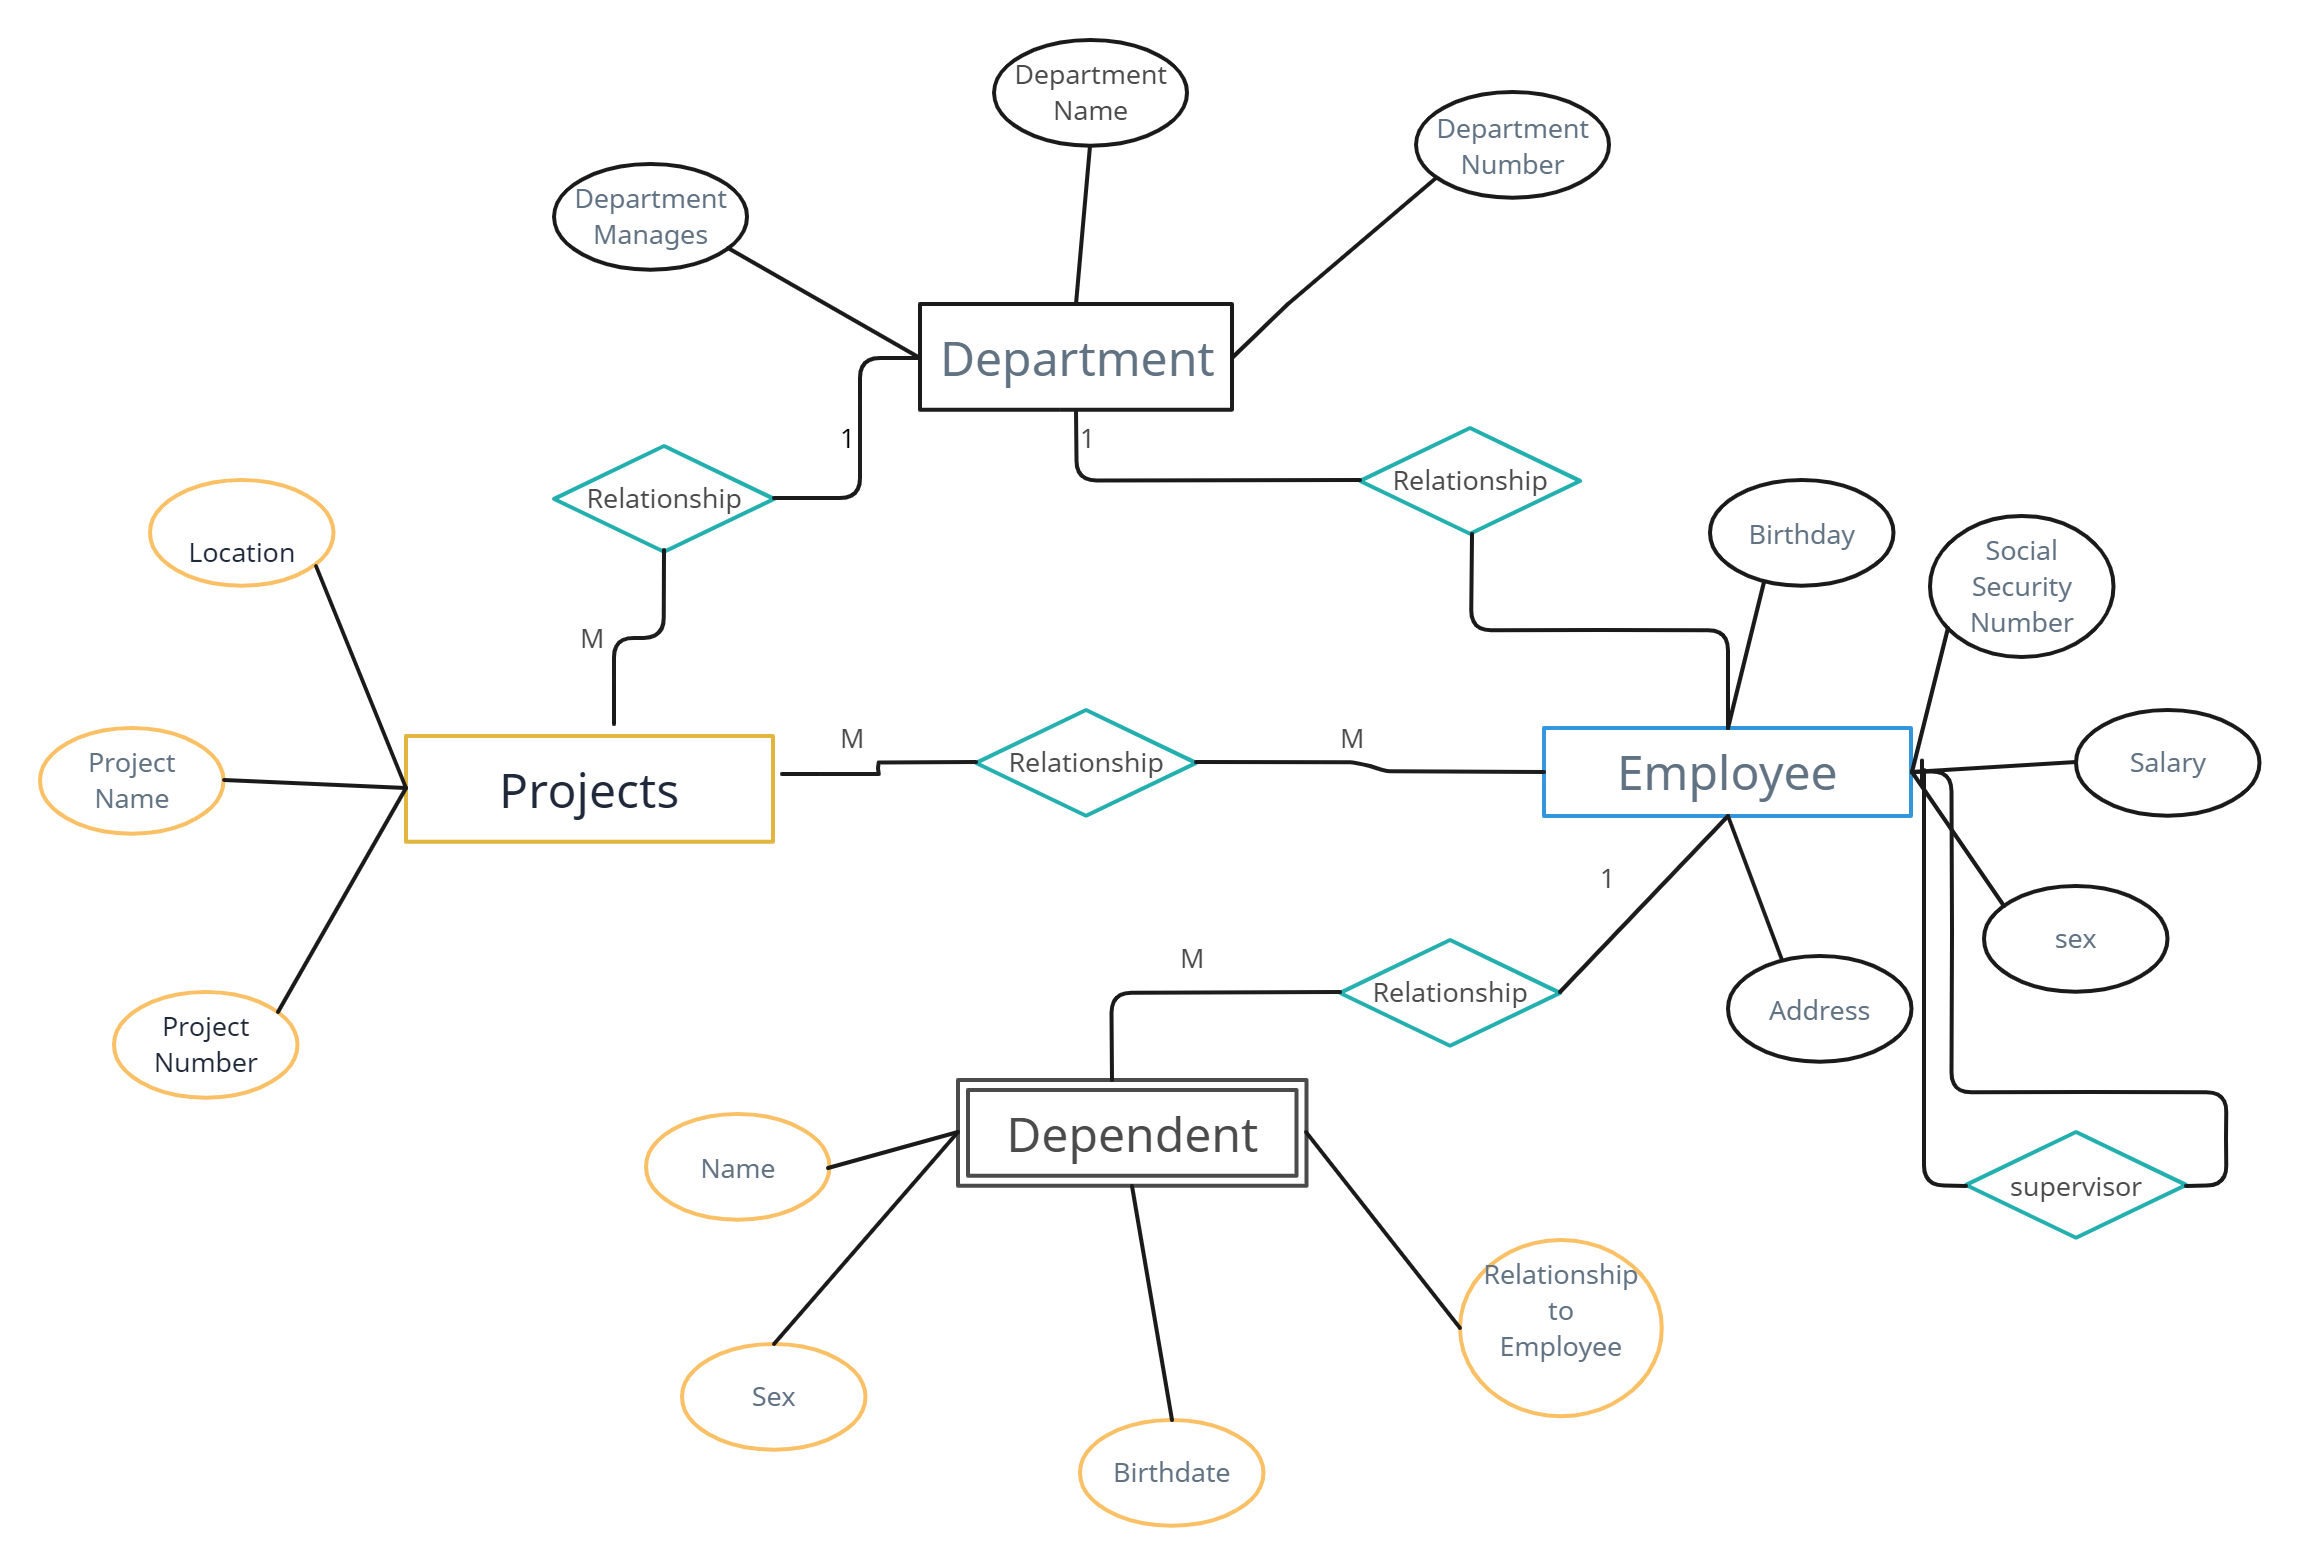 Department
Name
Department
Number
Department
Manages
Department
1
1
Relationship
Relationship
Location
Birthday
Social
Security
Number
M
M
M
Project
Name
Projects
Relationship
Employee
Salary
1
sex
M
Relationship
Address
Project
Number
Dependent
Name
supervisor
Relationship
to
Employee
Sex
Birthdate